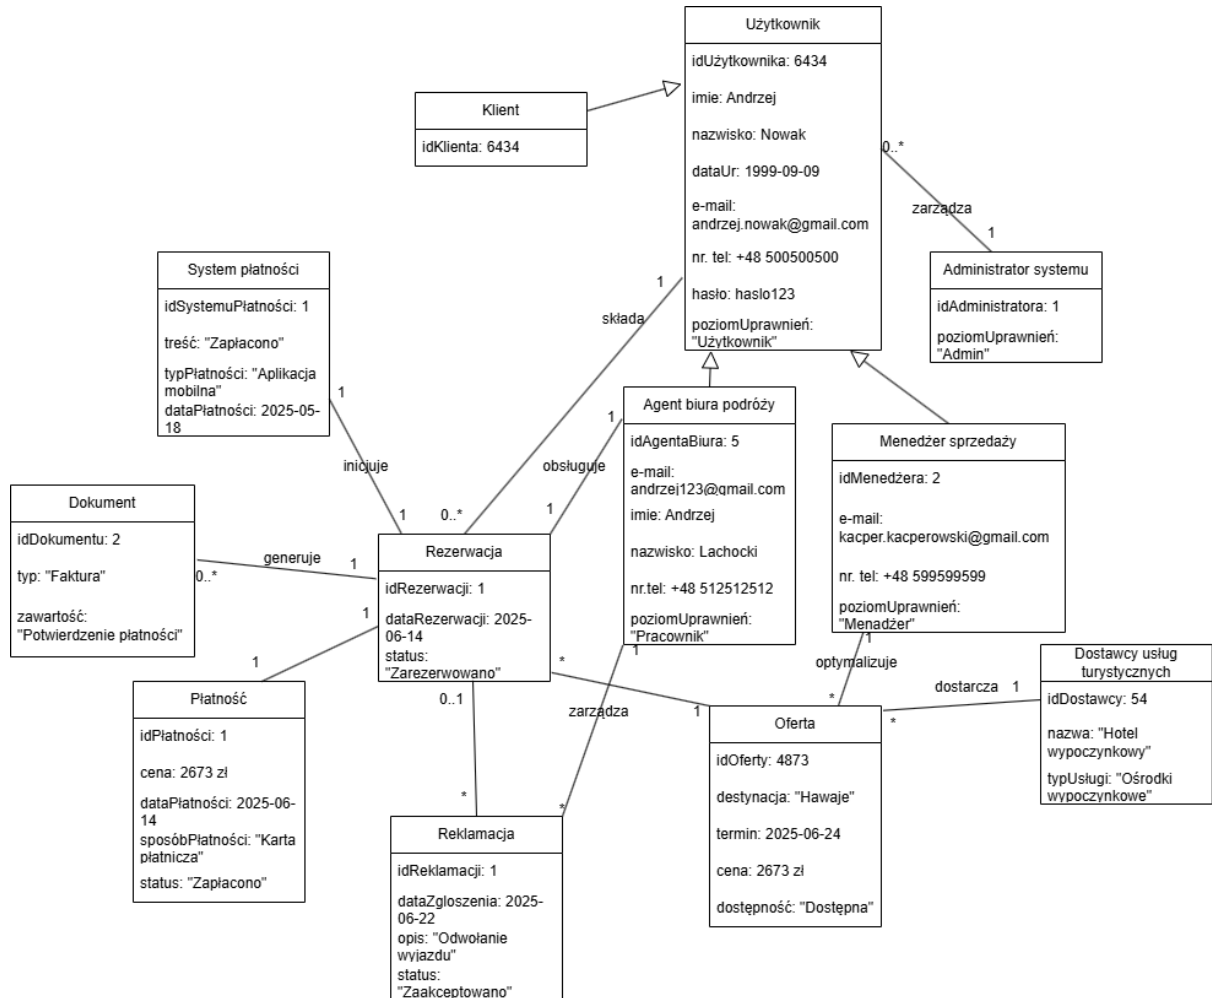 Użytkownik
idUżytkownika: 6434
imie: Andrzej
nazwisko: Nowak
dataUr: 1999-09-09
e-mail:
andrzej.nowak@gmail.com
nr. tel: +48 500500500
hasło: haslo123
poziomUprawnień:
"Użytkownik"
Klient
idKlienta: 6434
0..*
zarządza
1
Administrator systemu
idAdministratora: 1
poziomUprawnień:
"Admin"
System płatności
idSystemuPłatności: 1
treść: "Zapłacono"
typPłatności: "Aplikacja
mobilna"
dataPłatności: 2025-05-
18
1
składa
1
inicjuje
1
0..*
1
obsługuje
1
Agent biura podróży
idAgentaBiura: 5
e-mail:
andrzej123@gmail.com
imie: Andrzej
nazwisko: Lachocki
nr.tel: +48 512512512
poziomUprawnień:
"Pracownik"
Menedżer sprzedaży
idMenedżera: 2
e-mail:
kacper.kacperowski@gmail.com
nr. tel: +48 599599599
poziomUprawnień:
"Menadżer"
Dokument
idDokumentu: 2
typ: "Faktura"
zawartość:
"Potwierdzenie płatności"
0..*
generuje
1
Rezerwacja
idRezerwacji: 1
dataRezerwacji: 2025-
06-14
status:
"Zarezerwowano"
1
1
Płatność
idPłatności: 1
cena: 2673 zł
dataPłatności: 2025-06-
14
sposóbPłatności: "Karta
płatnicza"
status: "Zapłacono"
0..1
*
1
zarządza
*
*
1
1
optymalizuje
*
Oferta
idOferty: 4873
destynacja: "Hawaje"
termin: 2025-06-24
cena: 2673 zł
dostępność: "Dostępna"
*
dostarcza
1
Dostawcy usług
turystycznych
idDostawcy: 54
nazwa: "Hotel
wypoczynkowy"
typUsługi: "Ośrodki
wypoczynkowe"
Reklamacja
idReklamacji: 1
dataZgloszenia: 2025-
06-22
opis: "Odwołanie
wyjazdu"
status:
"Zaakceptowano"